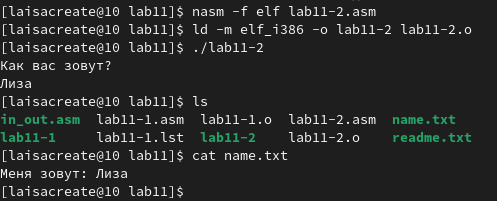 [laisacreate@10 lab11]$ nasm -f elf lab11-2.asm
[laisacreate@10 lab11]$ ld -m elf_i386 -o lab11-2 lab11-2.o
[laisacreate@10 lab11]$ ./lab11-2
Как вас зовут?
Лиза
[laisacreate@10 lab11]$ ls
in_out.asm lab11-1.asm lab11-1.o lab11-2.asm name.txt
lab11-1 lab11-1.lst lab11-2 lab11-2.o readme.txt
[laisacreate@10 lab11]$ cat name.txt
Меня зовут: Лиза
[laisacreate@10 lab11]$